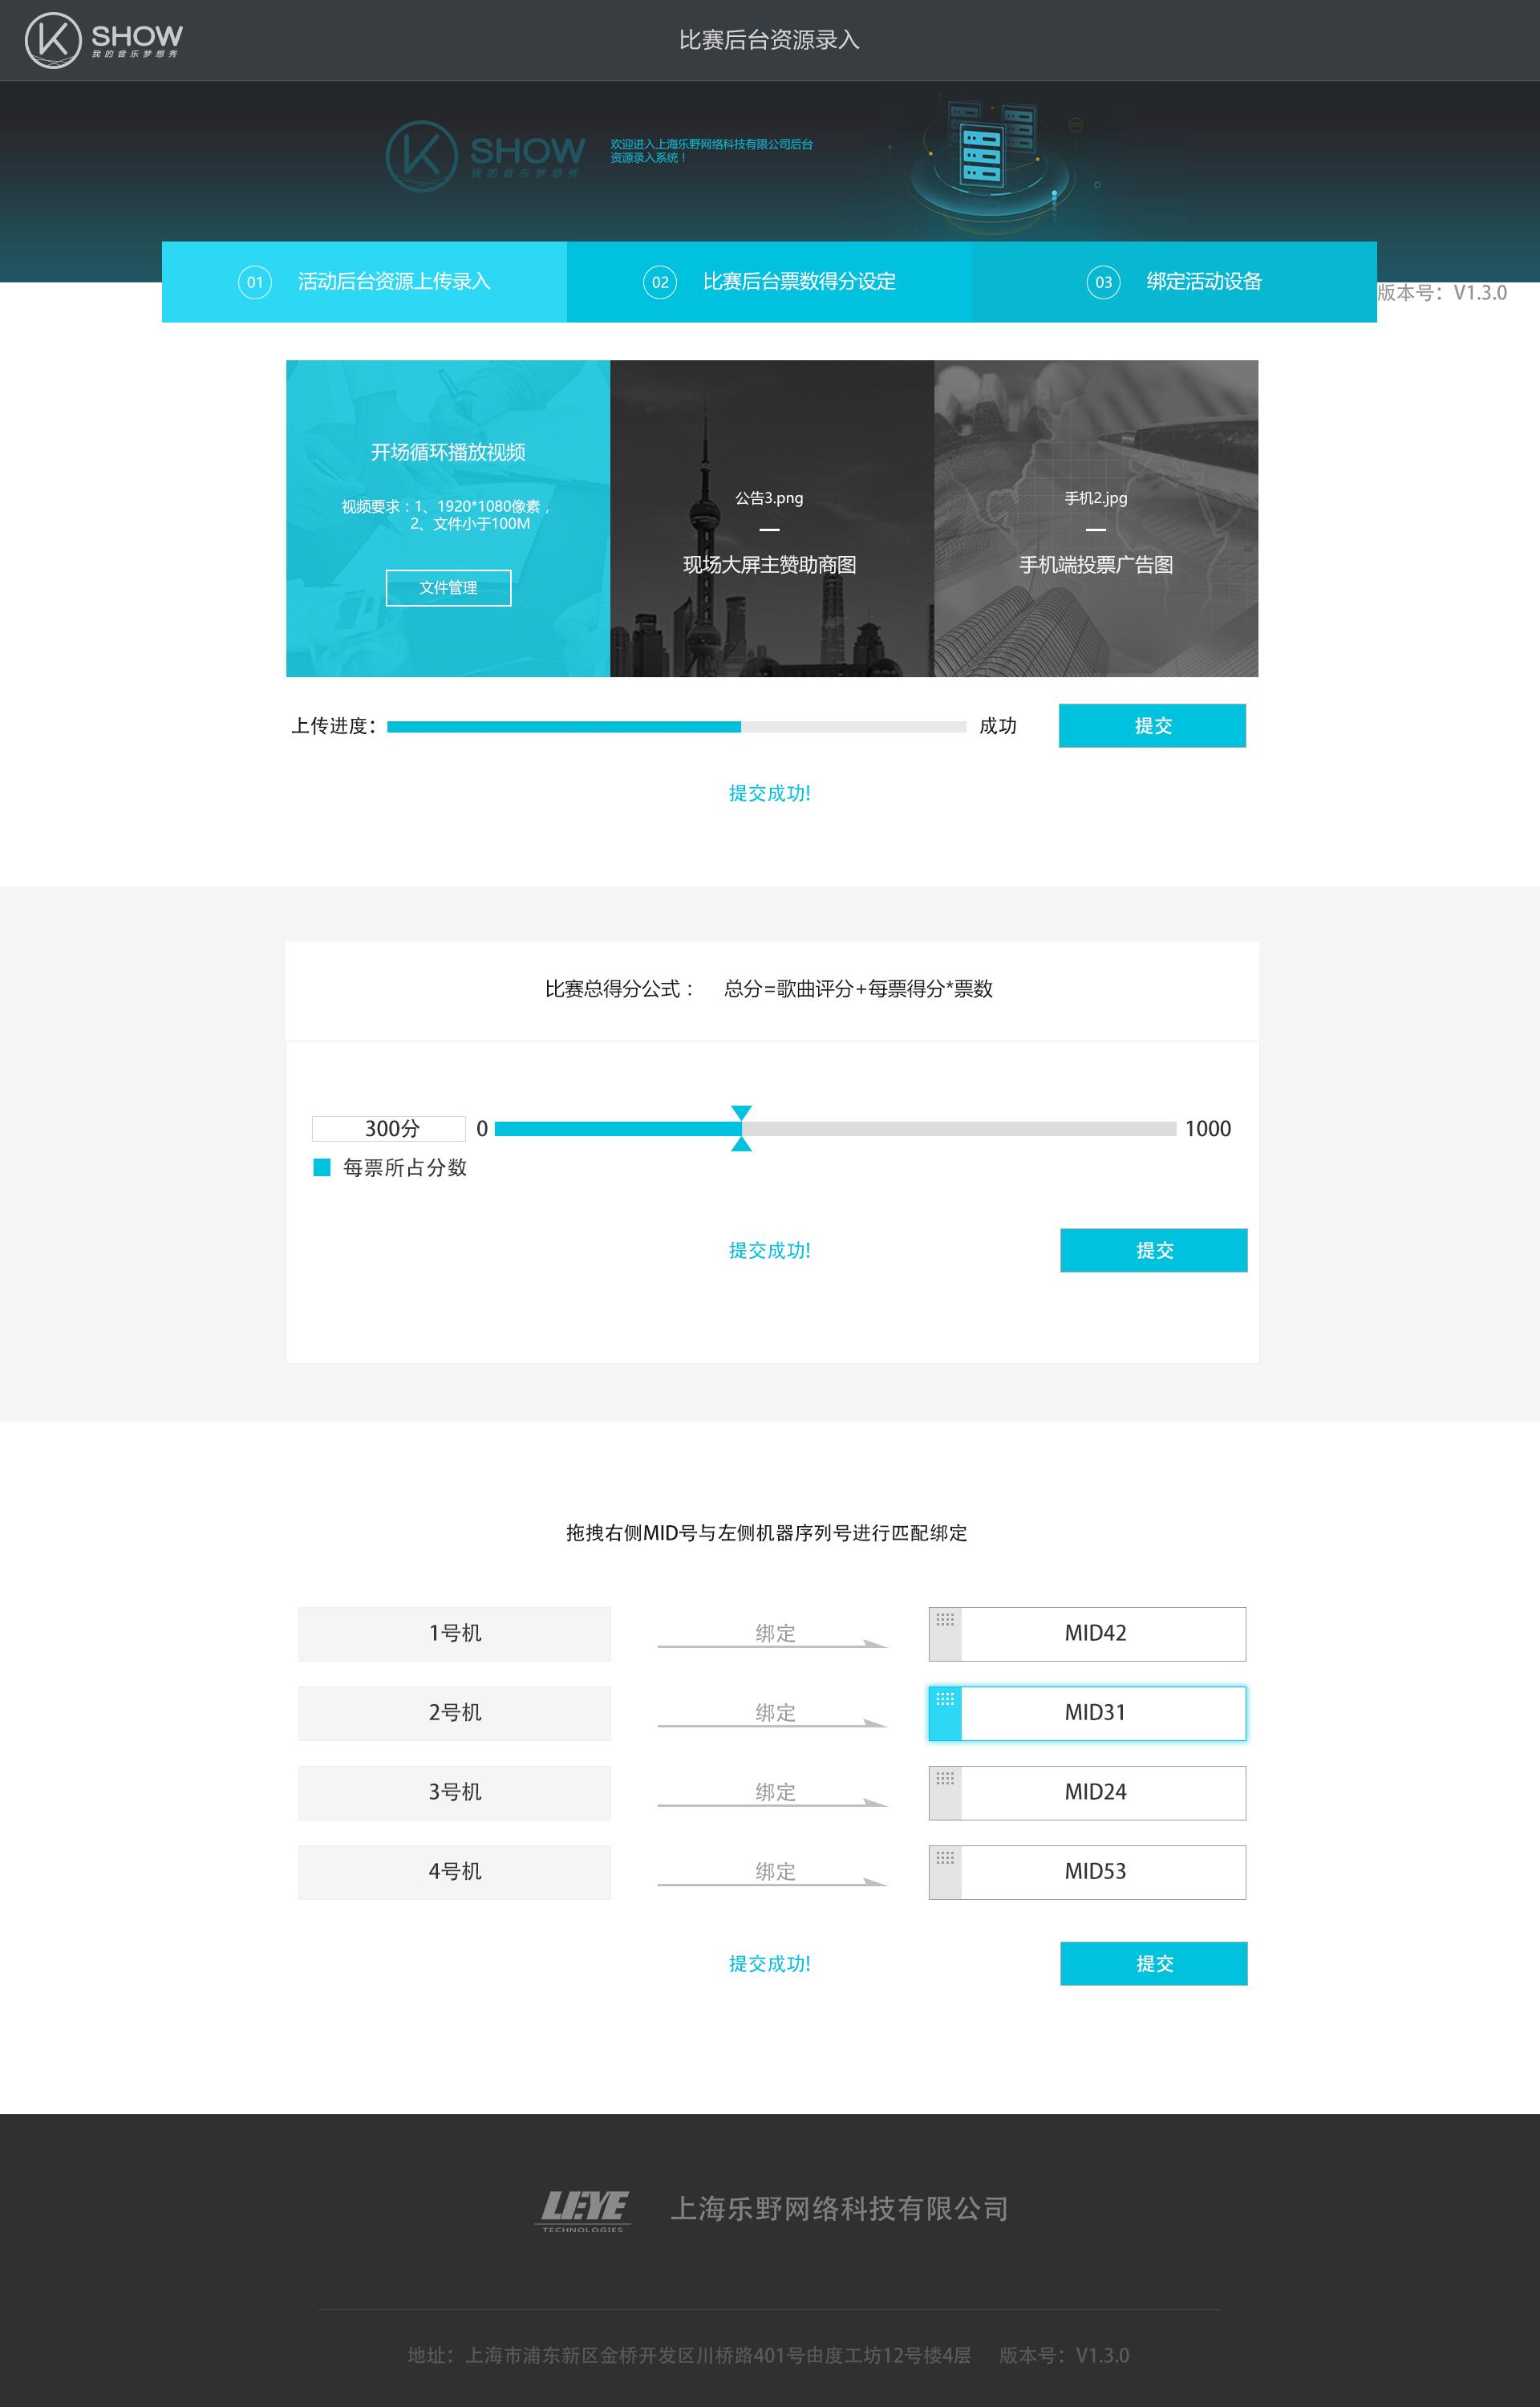 K SHOW
我的音乐梦想秀
比赛后台资源录入
K SHOW
我的音乐梦想秀
欢迎进入上海乐野网络科技有限公司后台
资源录入系统！
01 活动后台资源上传录入
02 比赛后台票数得分设定
03 绑定活动设备
版本号：V1.3.0
开场循环播放视频
视频要求：1、1920*1080像素，
2、文件小于100M
文件管理
公告3.png
现场大屏主赞助商图
手机2.jpg
手机端投票广告图
上传进度： 成功 提交
提交成功!
比赛总得分公式： 总分=歌曲评分+每票得分*票数
300分 0 1000
每票所占分数
提交成功! 提交
拖拽右侧MID号与左侧机器序列号进行匹配绑定
1号机 绑定 MID42
2号机 绑定 MID31
3号机 绑定 MID24
4号机 绑定 MID53
提交成功! 提交
LEYE
TECHNOLOGIES
上海乐野网络科技有限公司
地址：上海市浦东新区金桥开发区川桥路401号由度工坊12号楼4层 版本号：V1.3.0